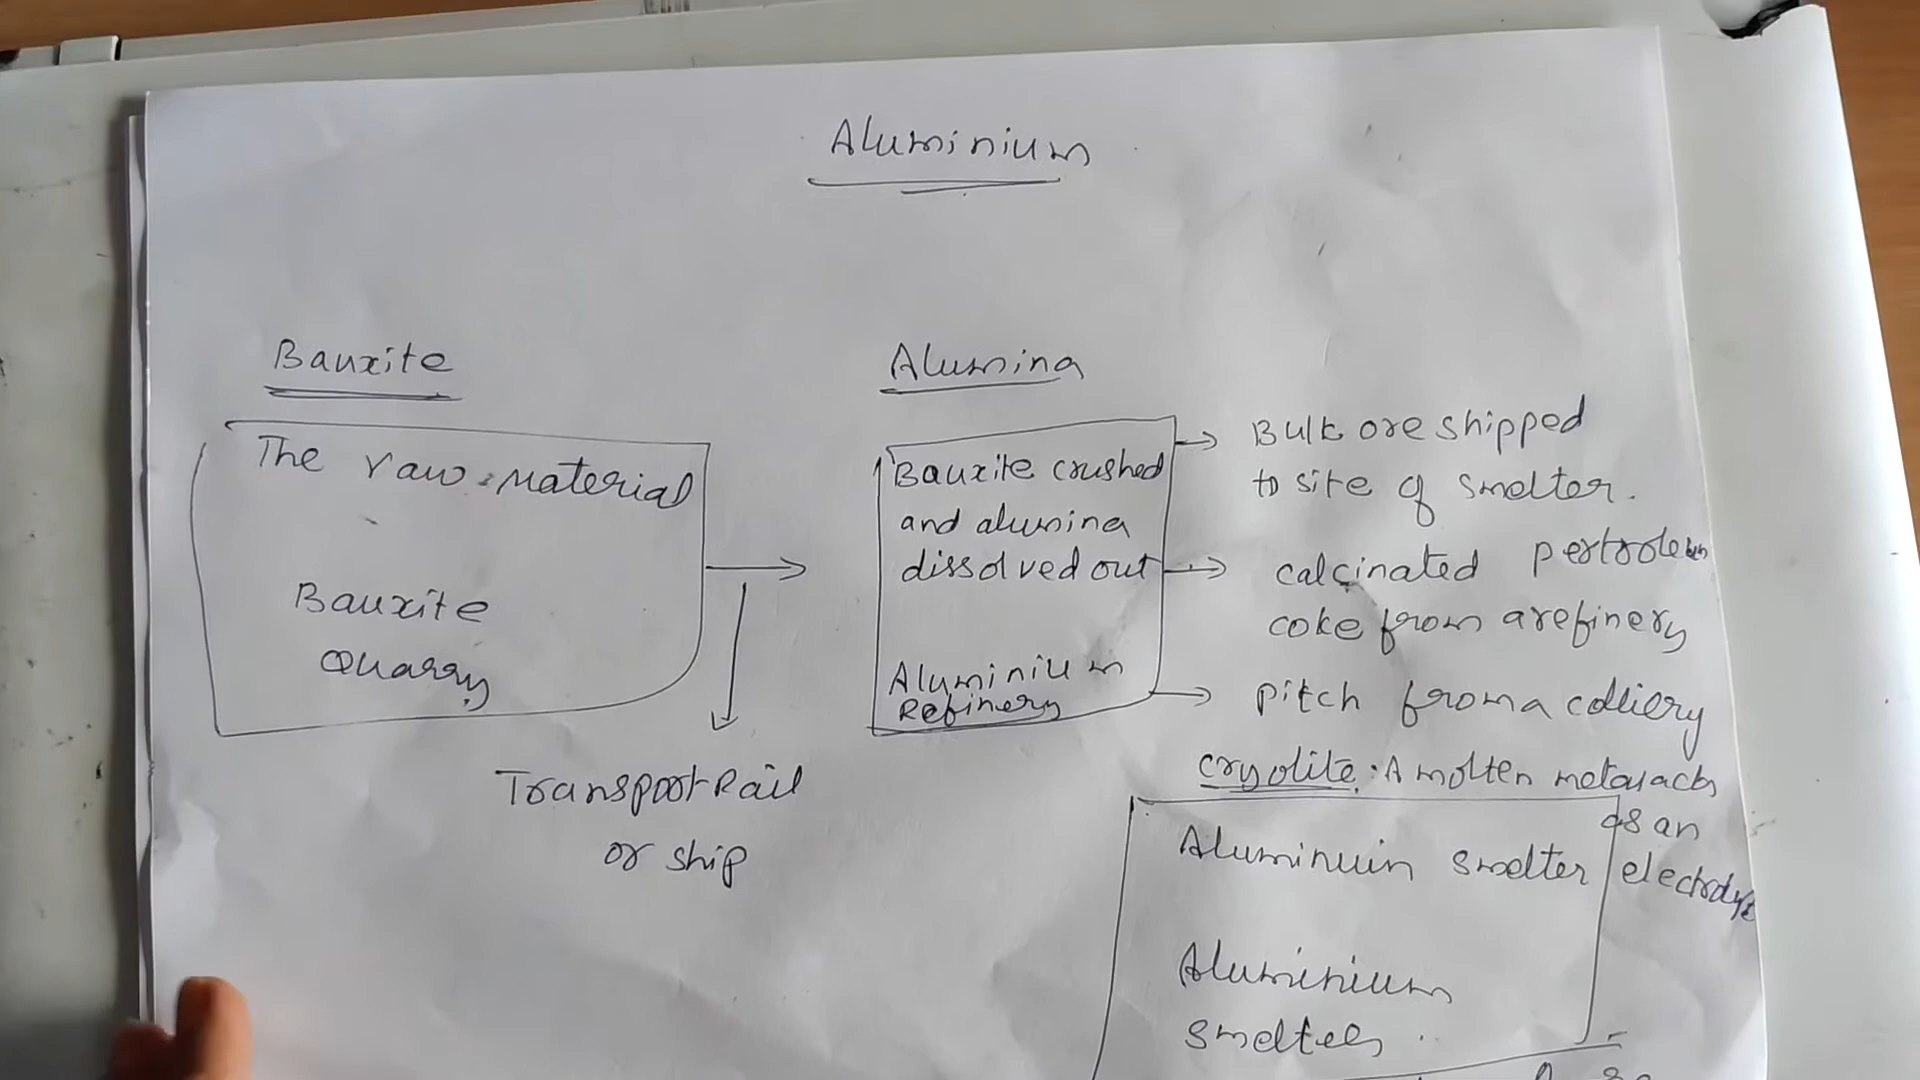 Aluminium
Bauxite
The raw material
Bauxite
Quarry
Transport Rail
or ship
Alumina
Bauxite crushed
and alumina
dissolved out
Aluminium
Refinery
Bulk ore shipped
to site of smelter.
calcinated pertroleum
coke from a refinery
pitch from a colliery
cryolite: A molten metal acts
as an
electrolyte
Aluminuin smelter
Aluminium
smelter